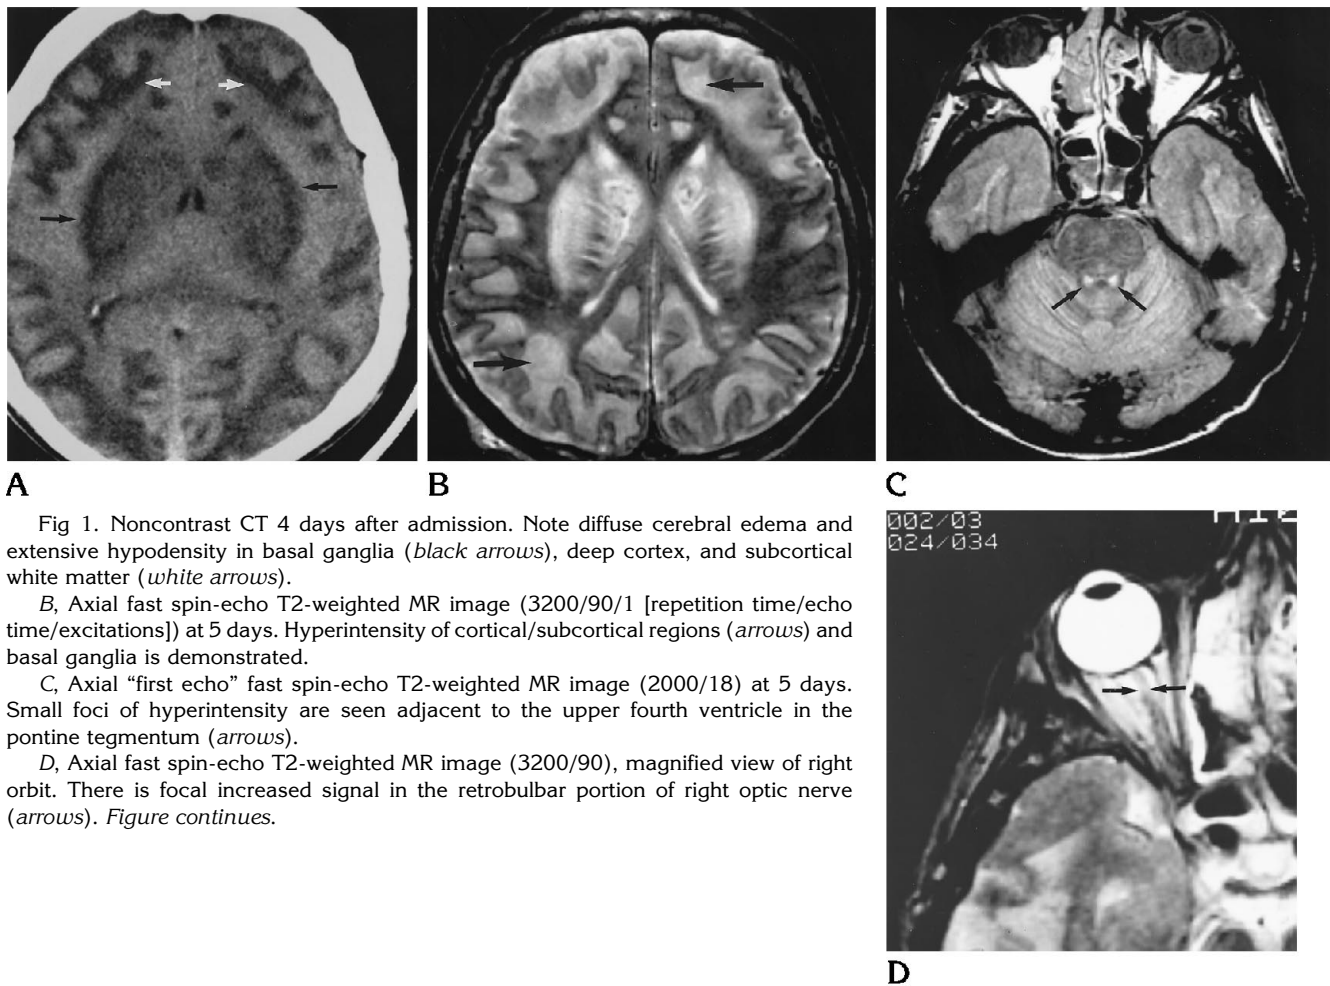 A
B
C
Fig 1. Noncontrast CT 4 days after admission. Note diffuse cerebral edema and
extensive hypodensity in basal ganglia (black arrows), deep cortex, and subcortical
white matter (white arrows).
B, Axial fast spin-echo T2-weighted MR image (3200/90/1 [repetition time/echo
time/excitations]) at 5 days. Hyperintensity of cortical/subcortical regions (arrows) and
basal ganglia is demonstrated.
C, Axial “first echo” fast spin-echo T2-weighted MR image (2000/18) at 5 days.
Small foci of hyperintensity are seen adjacent to the upper fourth ventricle in the
pontine tegmentum (arrows).
D, Axial fast spin-echo T2-weighted MR image (3200/90), magnified view of right
orbit. There is focal increased signal in the retrobulbar portion of right optic nerve
(arrows). Figure continues.
002/03
024/034
D